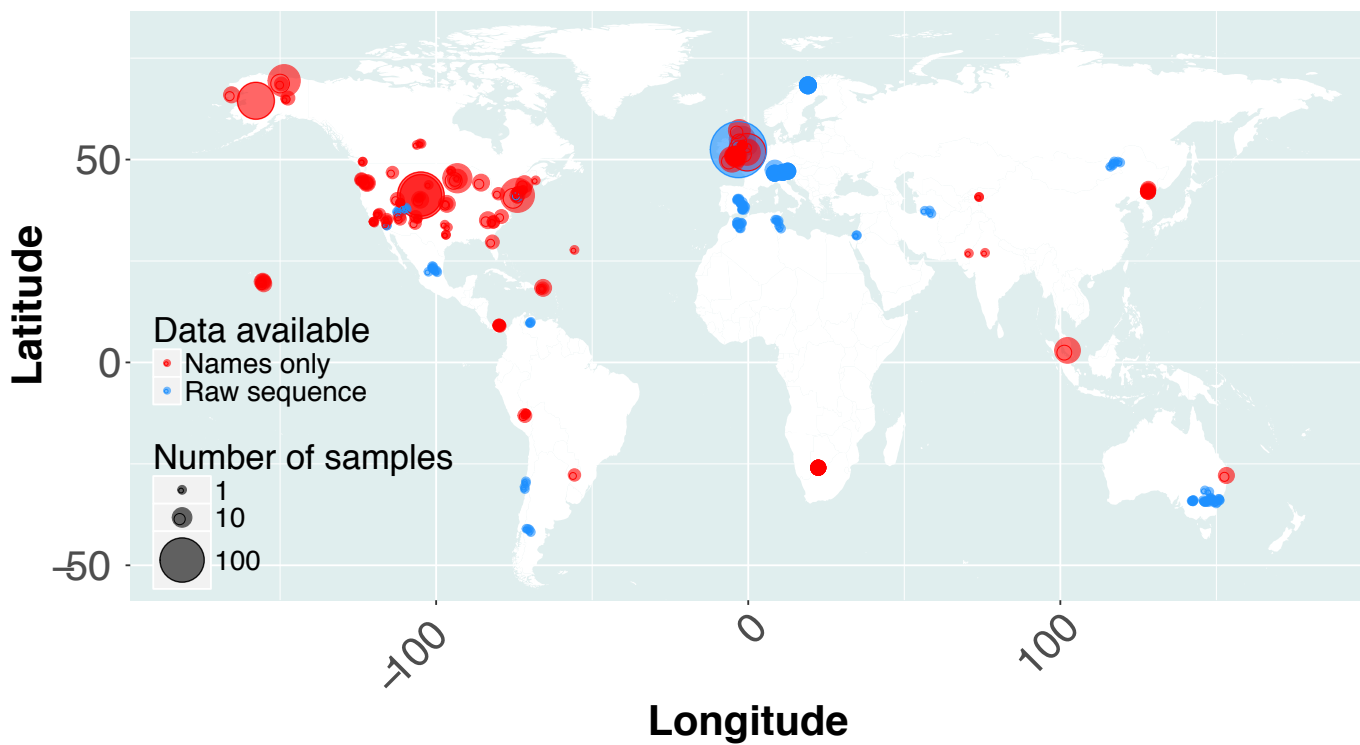 Latitude
50
0
−50
Data available
Names only
Raw sequence
Number of samples
1
10
100
−100
0
100
Longitude